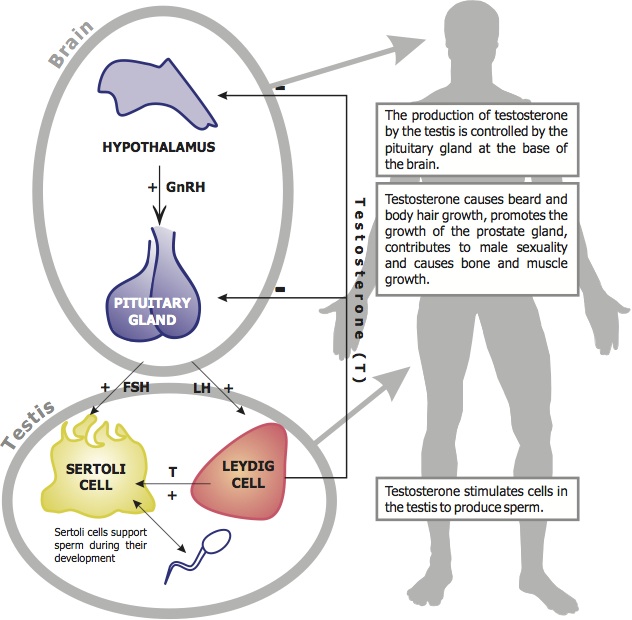 Brain
HYPOTHALAMUS
+ GnRH
PITUITARY
GLAND
-
-
Testosterone (T)
+ FSH
LH +
Testis
SERTOLI
CELL
T
+
LEYDIG
CELL
Sertoli cells support
sperm during their
development
The production of testosterone
by the testis is controlled by the
pituitary gland at the base of
the brain.
Testosterone causes beard and
body hair growth, promotes the
growth of the prostate gland,
contributes to male sexuality
and causes bone and muscle
growth.
Testosterone stimulates cells in
the testis to produce sperm.